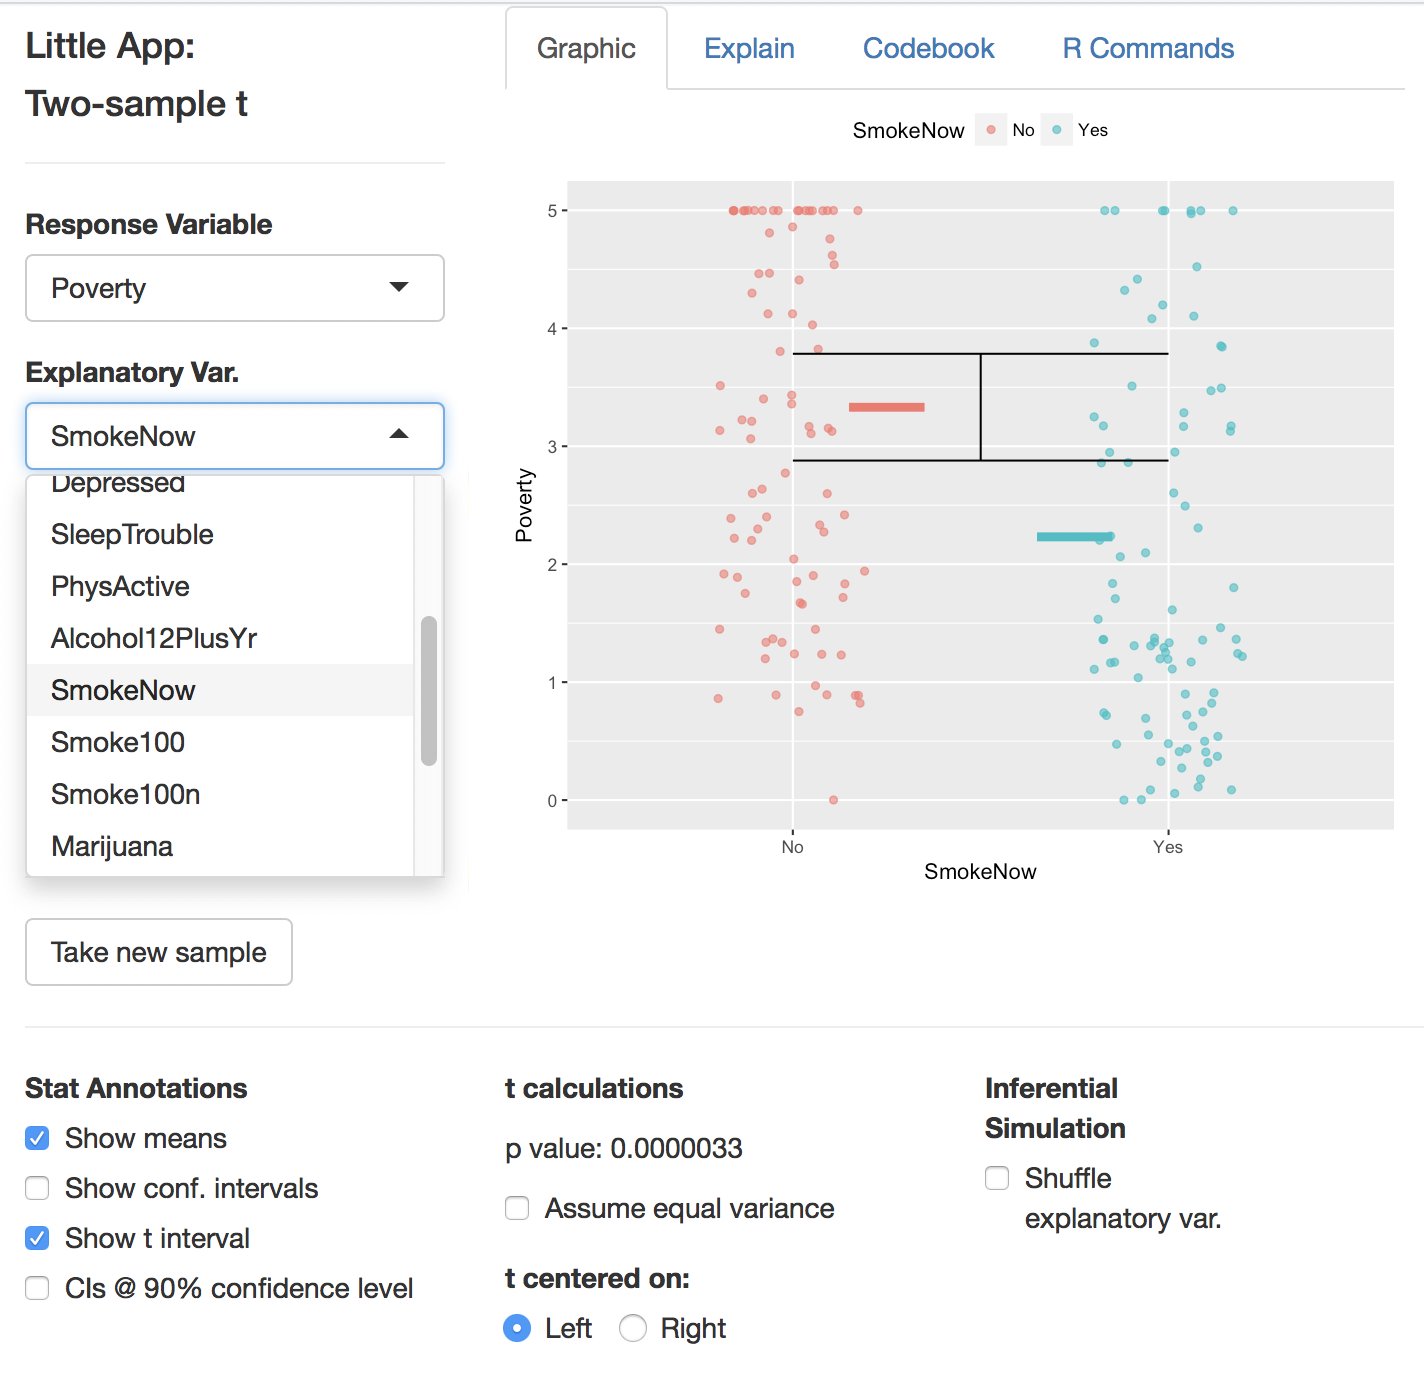 Little App:
Two-sample t
Response Variable
Poverty
Explanatory Var.
SmokeNow
Depressed
SleepTrouble
PhysActive
Alcohol12PlusYr
SmokeNow
Smoke100
Smoke100n
Marijuana
Take new sample
Graphic Explain Codebook R Commands
SmokeNow No Yes
5
4
3
2
1
0
Poverty
No Yes
SmokeNow
Stat Annotations
Show means
Show conf. intervals
Show t interval
CIs @ 90% confidence level
t calculations
p value: 0.0000033
Assume equal variance
t centered on:
Left Right
Inferential
Simulation
Shuffle
explanatory var.